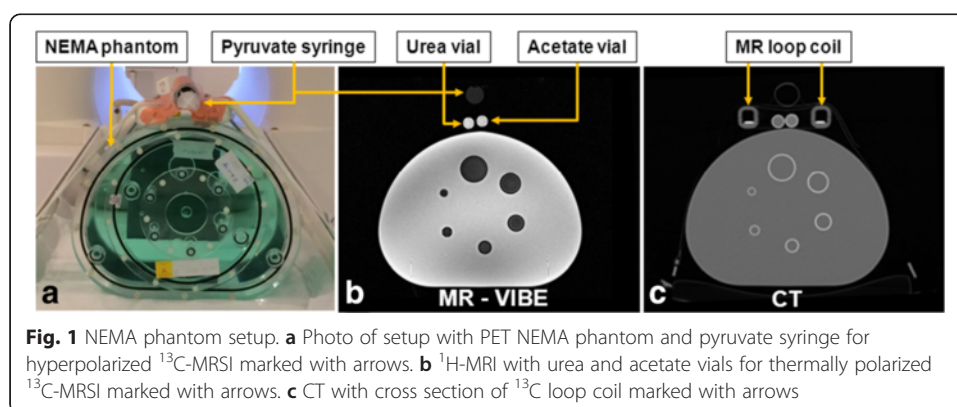 NEMA phantom
Pyruvate syringe
Urea vial
Acetate vial
MR loop coil
a
b
MR - VIBE
c
CT
Fig. 1 NEMA phantom setup. a Photo of setup with PET NEMA phantom and pyruvate syringe for
hyperpolarized ¹³C-MRSI marked with arrows. b ¹H-MRI with urea and acetate vials for thermally polarized
¹³C-MRSI marked with arrows. c CT with cross section of ¹³C loop coil marked with arrows